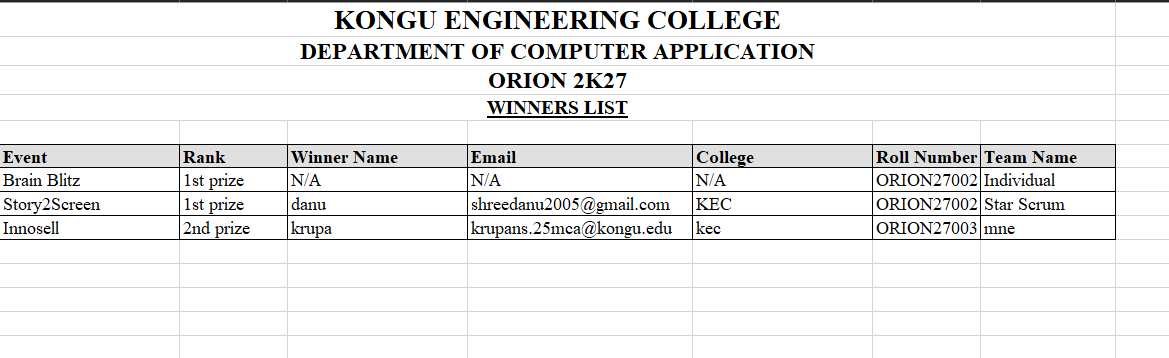 KONGU ENGINEERING COLLEGE
DEPARTMENT OF COMPUTER APPLICATION
ORION 2K27
WINNERS LIST
Event Rank Winner Name Email College Roll Number Team Name
Brain Blitz 1st prize N/A N/A N/A ORION27002 Individual
Story2Screen 1st prize danu shreedanu2005@gmail.com KEC ORION27002 Star Scrum
Innosell 2nd prize krupa krupans.25mca@kongu.edu kec ORION27003 mne